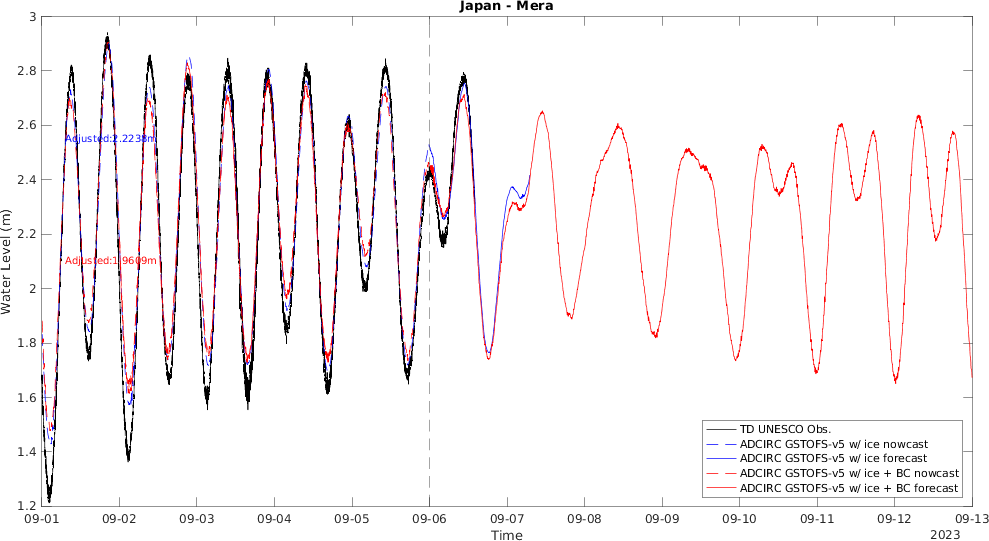 Japan - Mera
3
2.8
2.6
2.4
2.2
2
1.8
1.6
1.4
1.2
Water Level (m)
Adjusted:2.2238m
Adjusted:1.9609m
TD UNESCO Obs.
ADCIRC GSTOFS-v5 w/ ice nowcast
ADCIRC GSTOFS-v5 w/ ice forecast
ADCIRC GSTOFS-v5 w/ ice + BC nowcast
ADCIRC GSTOFS-v5 w/ ice + BC forecast
09-01 09-02 09-03 09-04 09-05 09-06 09-07 09-08 09-09 09-10 09-11 09-12 09-13
Time
2023